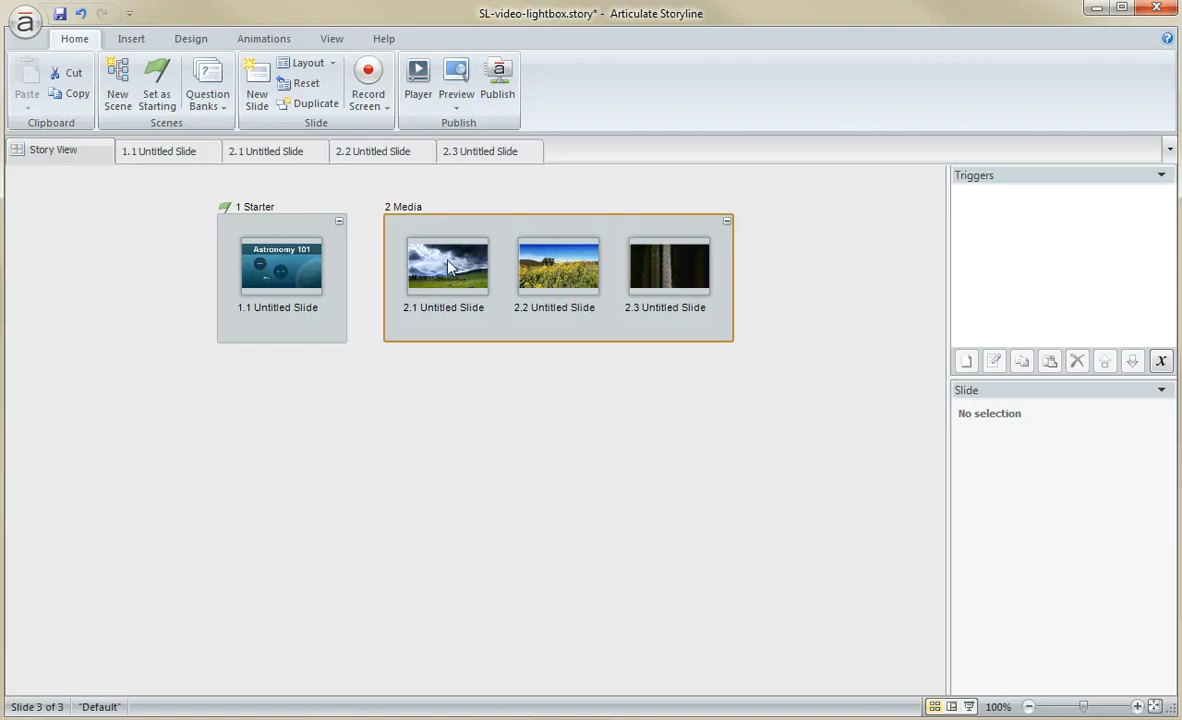 SL-video-lightbox.story* - Articulate Storyline
Home Insert Design Animations View Help
Paste
Cut
Copy
Clipboard
New Scene
Set as Starting
Question Banks
Scenes
New Slide
Layout
Reset
Duplicate
Record Screen
Slide
Player
Preview
Publish
Publish
Story View 1.1 Untitled Slide 2.1 Untitled Slide 2.2 Untitled Slide 2.3 Untitled Slide
1 Starter
Astronomy 101
1.1 Untitled Slide
2 Media
2.1 Untitled Slide 2.2 Untitled Slide 2.3 Untitled Slide
Triggers
x
Slide
No selection
Slide 3 of 3 "Default" 100%